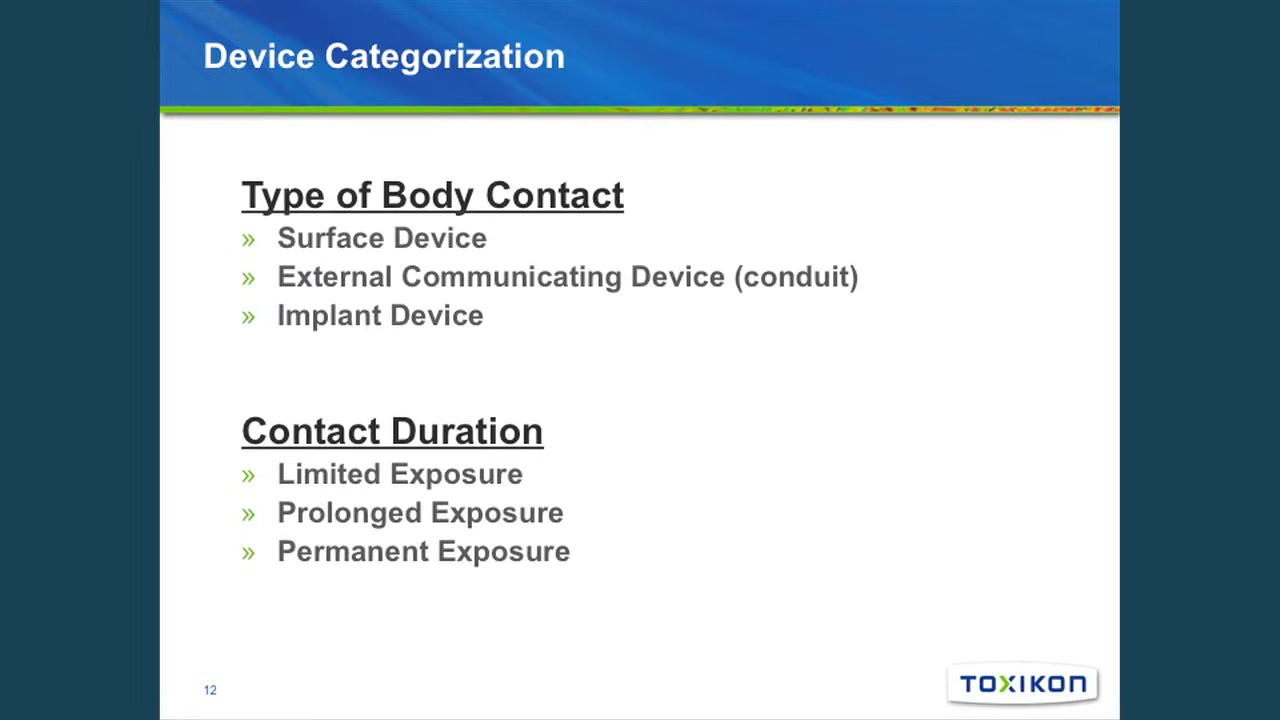 Device Categorization
Type of Body Contact
» Surface Device
» External Communicating Device (conduit)
» Implant Device
Contact Duration
» Limited Exposure
» Prolonged Exposure
» Permanent Exposure
12
TOXIKON